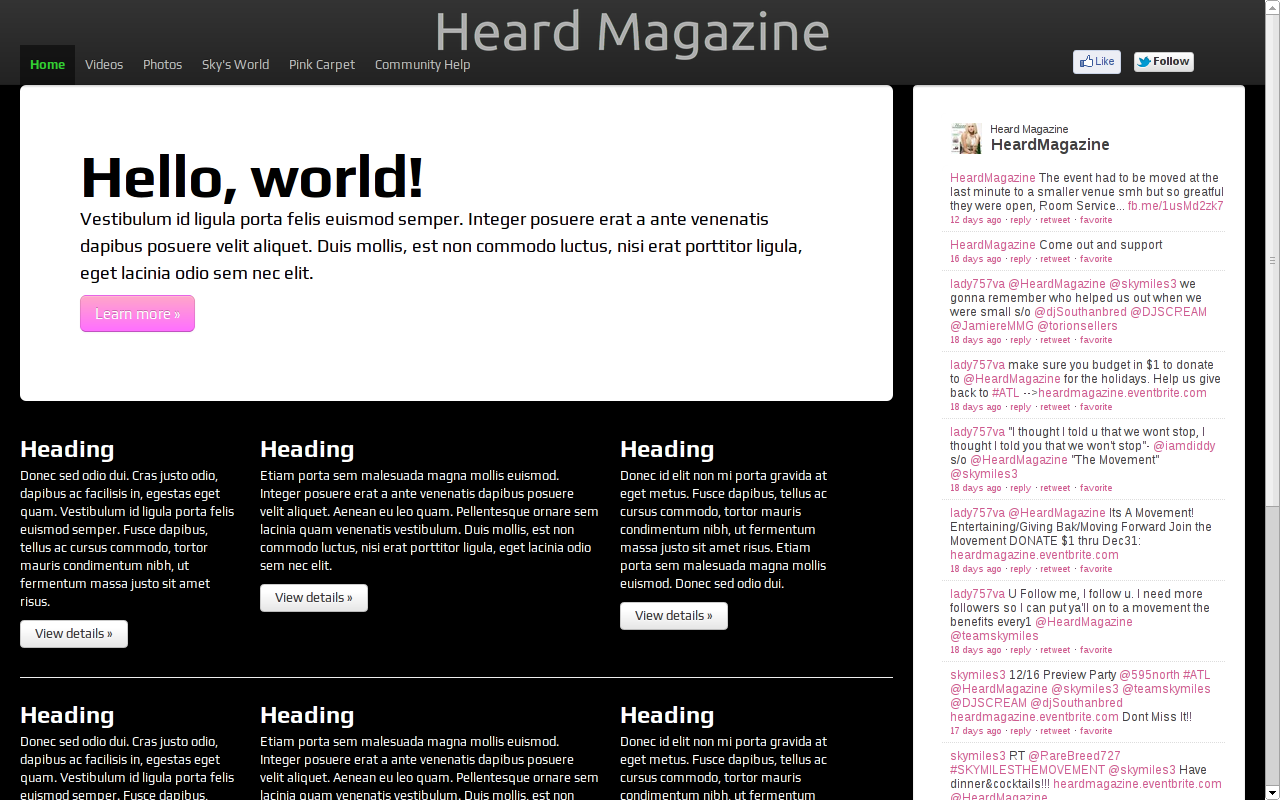 Heard Magazine
Home Videos Photos Sky's World Pink Carpet Community Help
Like Follow
Hello, world!
Vestibulum id ligula porta felis euismod semper. Integer posuere erat a ante venenatis
dapibus posuere velit aliquet. Duis mollis, est non commodo luctus, nisi erat porttitor ligula,
eget lacinia odio sem nec elit.
Learn more »
Heading
Donec sed odio dui. Cras justo odio,
dapibus ac facilisis in, egestas eget
quam. Vestibulum id ligula porta felis
euismod semper. Fusce dapibus,
tellus ac cursus commodo, tortor
mauris condimentum nibh, ut
fermentum massa justo sit amet
risus.
View details »
Heading
Etiam porta sem malesuada magna mollis euismod.
Integer posuere erat a ante venenatis dapibus posuere
velit aliquet. Aenean eu leo quam. Pellentesque ornare sem
lacinia quam venenatis vestibulum. Duis mollis, est non
commodo luctus, nisi erat porttitor ligula, eget lacinia odio
sem nec elit.
View details »
Heading
Donec id elit non mi porta gravida at
eget metus. Fusce dapibus, tellus ac
cursus commodo, tortor mauris
condimentum nibh, ut fermentum
massa justo sit amet risus. Etiam
porta sem malesuada magna mollis
euismod. Donec sed odio dui.
View details »
Heading
Donec sed odio dui. Cras justo odio,
dapibus ac facilisis in, egestas eget
quam. Vestibulum id ligula porta felis
euismod semper. Fusce dapibus,
Heading
Etiam porta sem malesuada magna mollis euismod.
Integer posuere erat a ante venenatis dapibus posuere
velit aliquet. Aenean eu leo quam. Pellentesque ornare sem
lacinia quam venenatis vestibulum. Duis mollis, est non
Heading
Donec id elit non mi porta gravida at
eget metus. Fusce dapibus, tellus ac
cursus commodo, tortor mauris
condimentum nibh, ut fermentum
Heard Magazine
HeardMagazine
HeardMagazine The event had to be moved at the
last minute to a smaller venue smh but so greatful
they were open, Room Service... fb.me/1usMd2zk7
12 days ago · reply · retweet · favorite
HeardMagazine Come out and support
16 days ago · reply · retweet · favorite
lady757va @HeardMagazine @skymiles3 we
gonna remember who helped us out when we
were small s/o @djSouthanbred @DJSCREAM
@JamiereMMG @torionsellers
18 days ago · reply · retweet · favorite
lady757va make sure you budget in $1 to donate
to @HeardMagazine for the holidays. Help us give
back to #ATL -->heardmagazine.eventbrite.com
18 days ago · reply · retweet · favorite
lady757va "I thought I told u that we wont stop, I
thought I told you that we won't stop"- @iamdiddy
s/o @HeardMagazine "The Movement"
@skymiles3
18 days ago · reply · retweet · favorite
lady757va @HeardMagazine Its A Movement!
Entertaining/Giving Bak/Moving Forward Join the
Movement DONATE $1 thru Dec31:
heardmagazine.eventbrite.com
18 days ago · reply · retweet · favorite
lady757va U Follow me, I follow u. I need more
followers so I can put ya'll on to a movement the
benefits every1 @HeardMagazine
@teamskymiles
18 days ago · reply · retweet · favorite
skymiles3 12/16 Preview Party @595north #ATL
@HeardMagazine @skymiles3 @teamskymiles
@DJSCREAM @djSouthanbred
heardmagazine.eventbrite.com Dont Miss It!!
17 days ago · reply · retweet · favorite
skymiles3 RT @RareBreed727
#SKYMILESTHEMOVEMENT @skymiles3 Have
dinner&cocktails!!! heardmagazine.eventbrite.com
@HeardMagazine